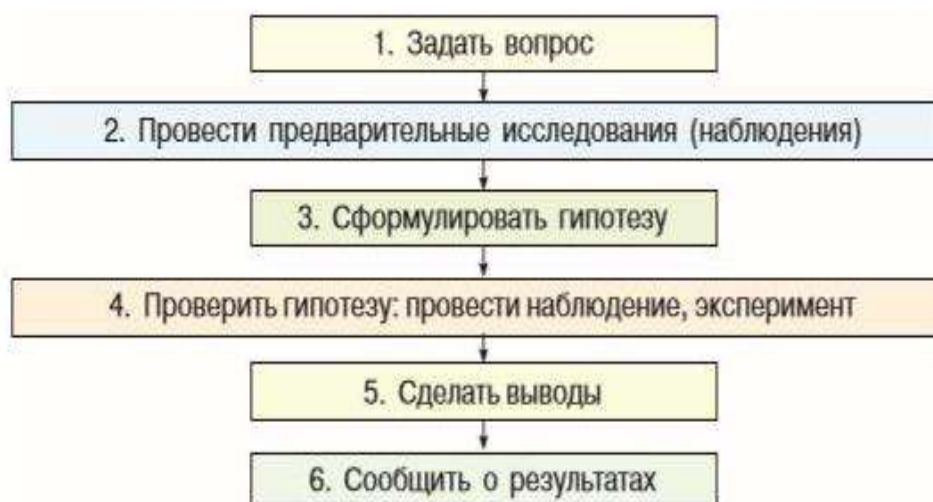 1. Задать вопрос
2. Провести предварительные исследования (наблюдения)
3. Сформулировать гипотезу
4. Проверить гипотезу: провести наблюдение, эксперимент
5. Сделать выводы
6. Сообщить о результатах